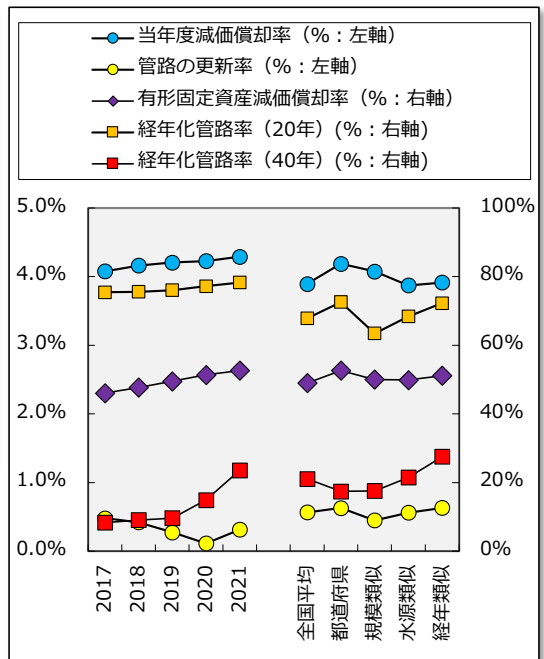 当年度減価償却率（%：左軸）
管路の更新率（%：左軸）
有形固定資産減価償却率（%：右軸）
経年化管路率（20年）(%：右軸)
経年化管路率（40年）(%：右軸)
5.0%
4.0%
3.0%
2.0%
1.0%
0.0%
100%
80%
60%
40%
20%
0%
2017
2018
2019
2020
2021
全国平均
都道府県
規模類似
水源類似
経年類似